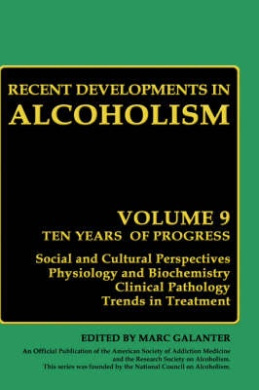 RECENT DEVELOPMENTS IN
ALCOHOLISM
VOLUME 9
TEN YEARS OF PROGRESS
Social and Cultural Perspectives
Physiology and Biochemistry
Clinical Pathology
Trends in Treatment
EDITED BY MARC GALANTER
An Official Publication of the American Society of Addiction Medicine
and the Research Society on Alcoholism.
This series was founded by the National Council on Alcoholism.